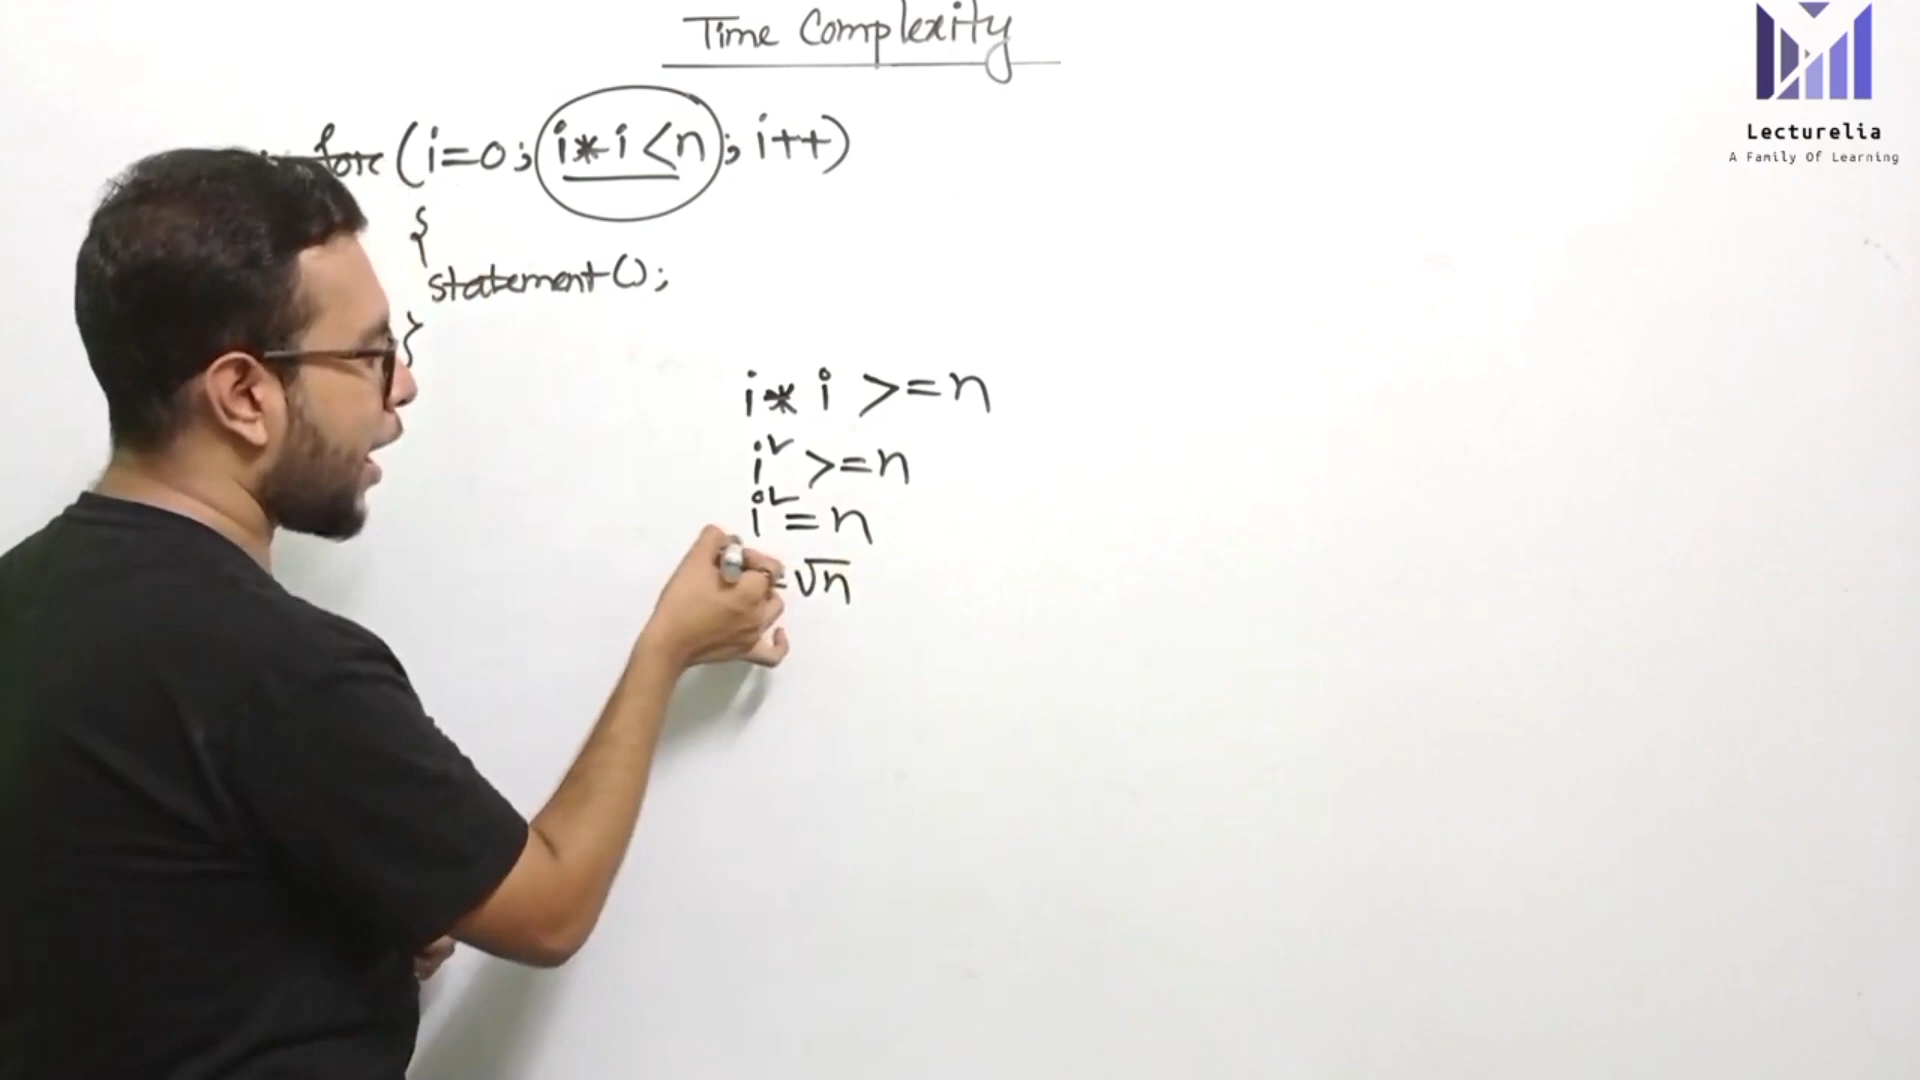 Time Complexity
for (i=0; i*i<n; i++)
{
statement();
}
i* i >=n
i² >=n
i² = n
= √n
Lecturelia
A Family Of Learning